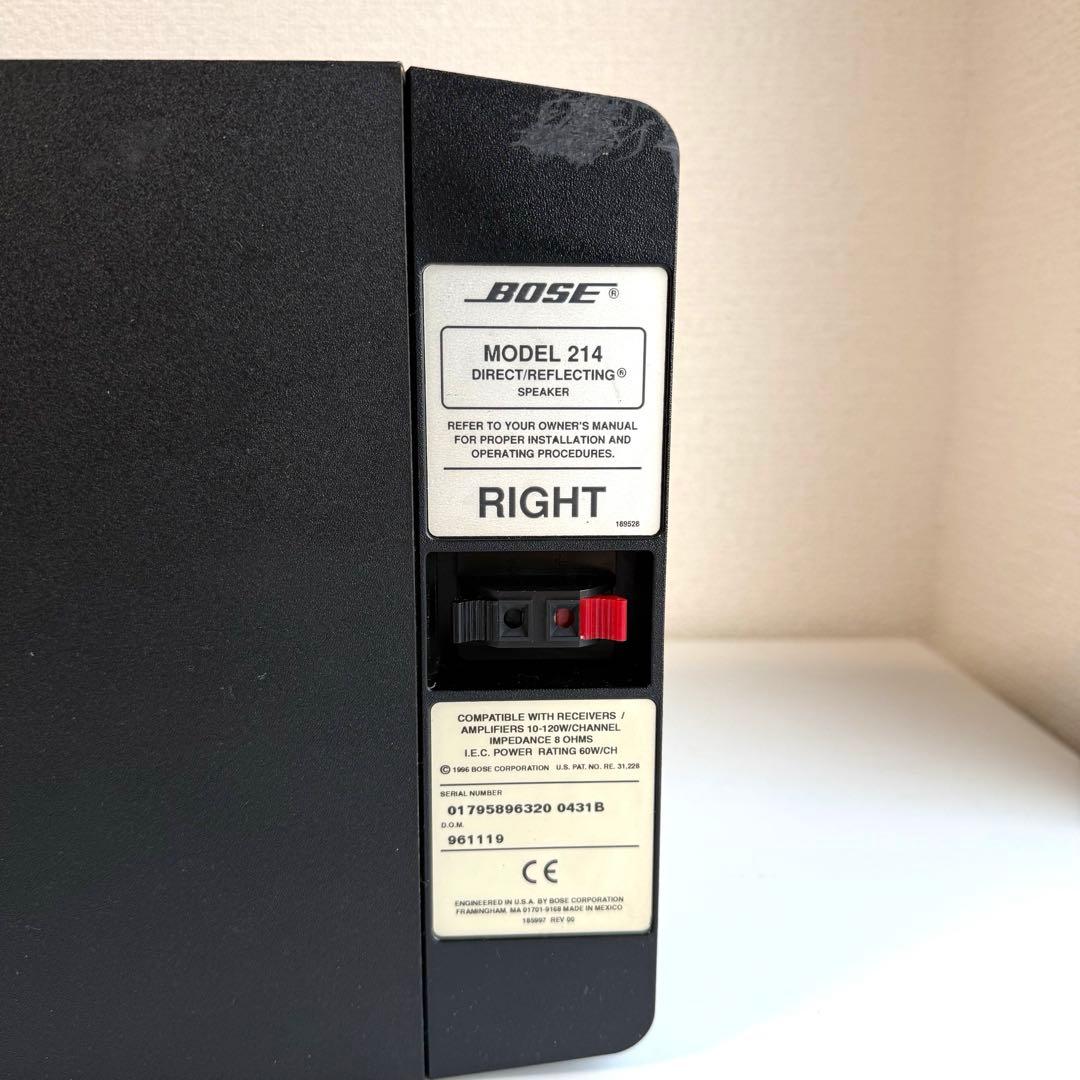 BOSE®
MODEL 214
DIRECT/REFLECTING®
SPEAKER
REFER TO YOUR OWNER'S MANUAL
FOR PROPER INSTALLATION AND
OPERATING PROCEDURES.
RIGHT
189528
COMPATIBLE WITH RECEIVERS /
AMPLIFIERS 10-120W/CHANNEL
IMPEDANCE 8 OHMS
I.E.C. POWER RATING 60W/CH
© 1996 BOSE CORPORATION U.S. PAT. NO. RE. 31,228
SERIAL NUMBER
01795896320 0431B
D.O.M.
961119
CE
ENGINEERED IN U.S.A. BY BOSE CORPORATION
FRAMINGHAM, MA 01701-9168 MADE IN MEXICO
185997 REV 00